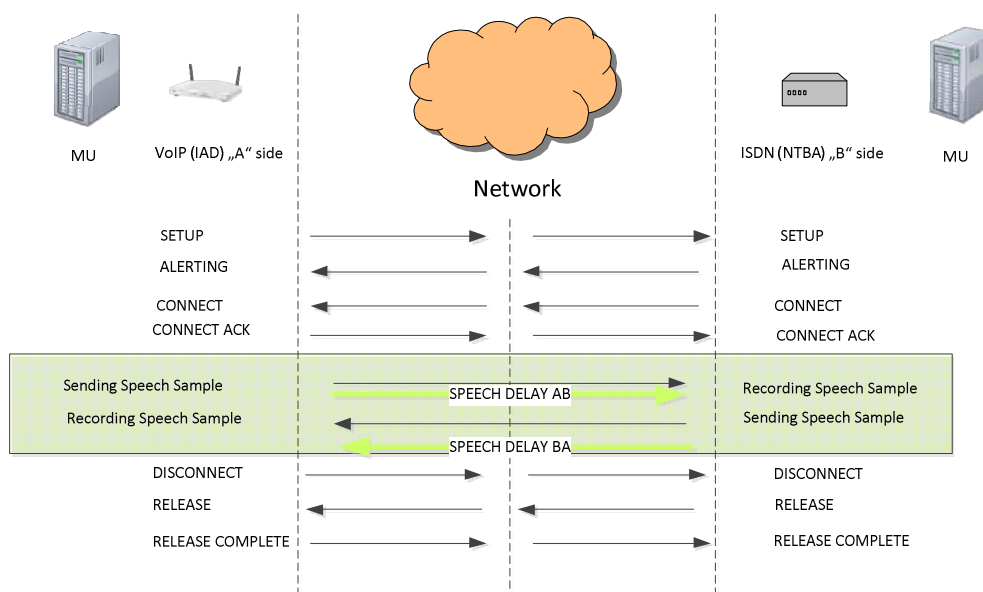 MU
VoIP (IAD) „A“ side
ISDN (NTBA) „B“ side
MU
Network
SETUP
SETUP
ALERTING
ALERTING
CONNECT
CONNECT
CONNECT ACK
CONNECT ACK
Sending Speech Sample
SPEECH DELAY AB
Recording Speech Sample
Recording Speech Sample
Sending Speech Sample
SPEECH DELAY BA
DISCONNECT
DISCONNECT
RELEASE
RELEASE
RELEASE COMPLETE
RELEASE COMPLETE